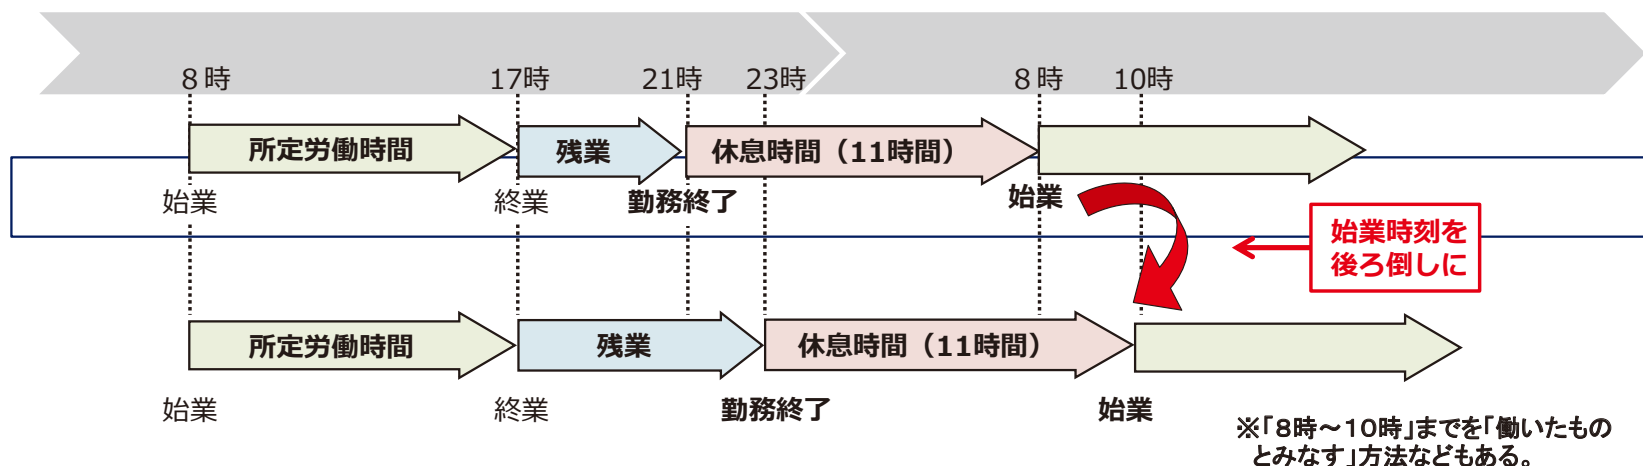 8時 17時 21時 23時 8時 10時
所定労働時間 残業 休息時間（11時間）
始業 終業 勤務終了 始業
始業時刻を
後ろ倒しに
所定労働時間 残業 休息時間（11時間）
始業 終業 勤務終了 始業
※「8時～10時」までを「働いたもの
とみなす」方法などもある。